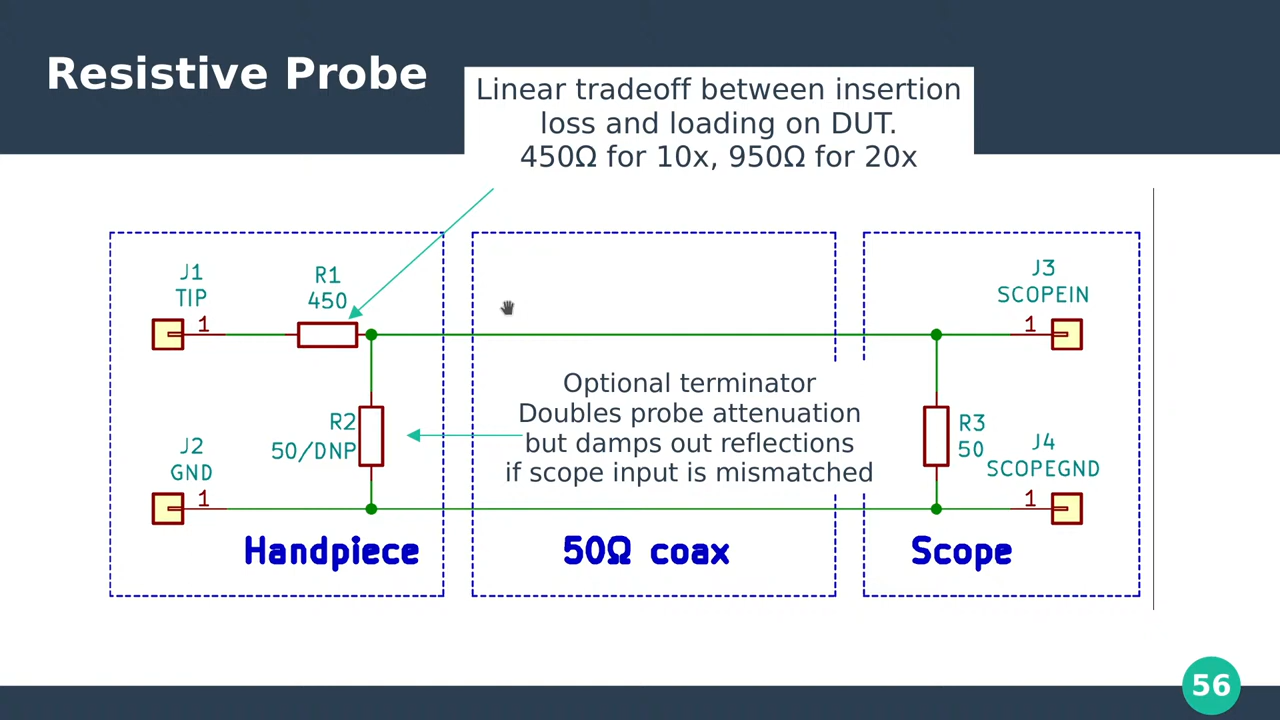 Resistive Probe
Linear tradeoff between insertion
loss and loading on DUT.
450Ω for 10x, 950Ω for 20x
J1
TIP
1
R1
450
J3
SCOPEIN
1
Optional terminator
Doubles probe attenuation
but damps out reflections
if scope input is mismatched
R2
50/DNP
J2
GND
1
R3
50
J4
SCOPEGND
1
Handpiece
50Ω coax
Scope
56